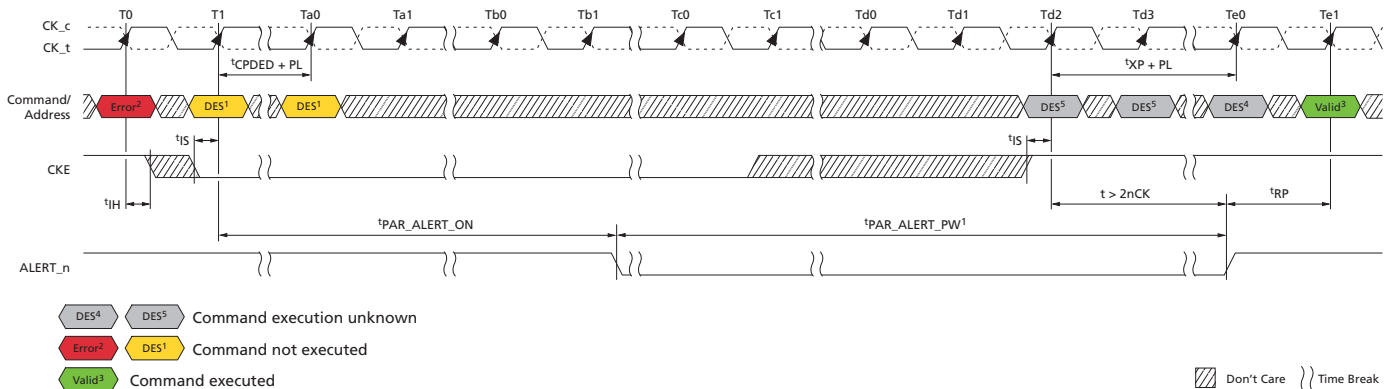 T0 T1 Ta0 Ta1 Tb0 Tb1 Tc0 Tc1 Td0 Td1 Td2 Td3 Te0 Te1
CK_c
CK_t
tCPDED + PL
tXP + PL
Command/
Address
Error2 DES1 DES1 DES5 DES5 DES4 Valid3
tIS tIS
CKE
tIH
t > 2nCK tRP
tPAR_ALERT_ON tPAR_ALERT_PW1
ALERT_n
DES4 DES5 Command execution unknown
Error2 DES1 Command not executed
Valid3 Command executed
Don't Care Time Break